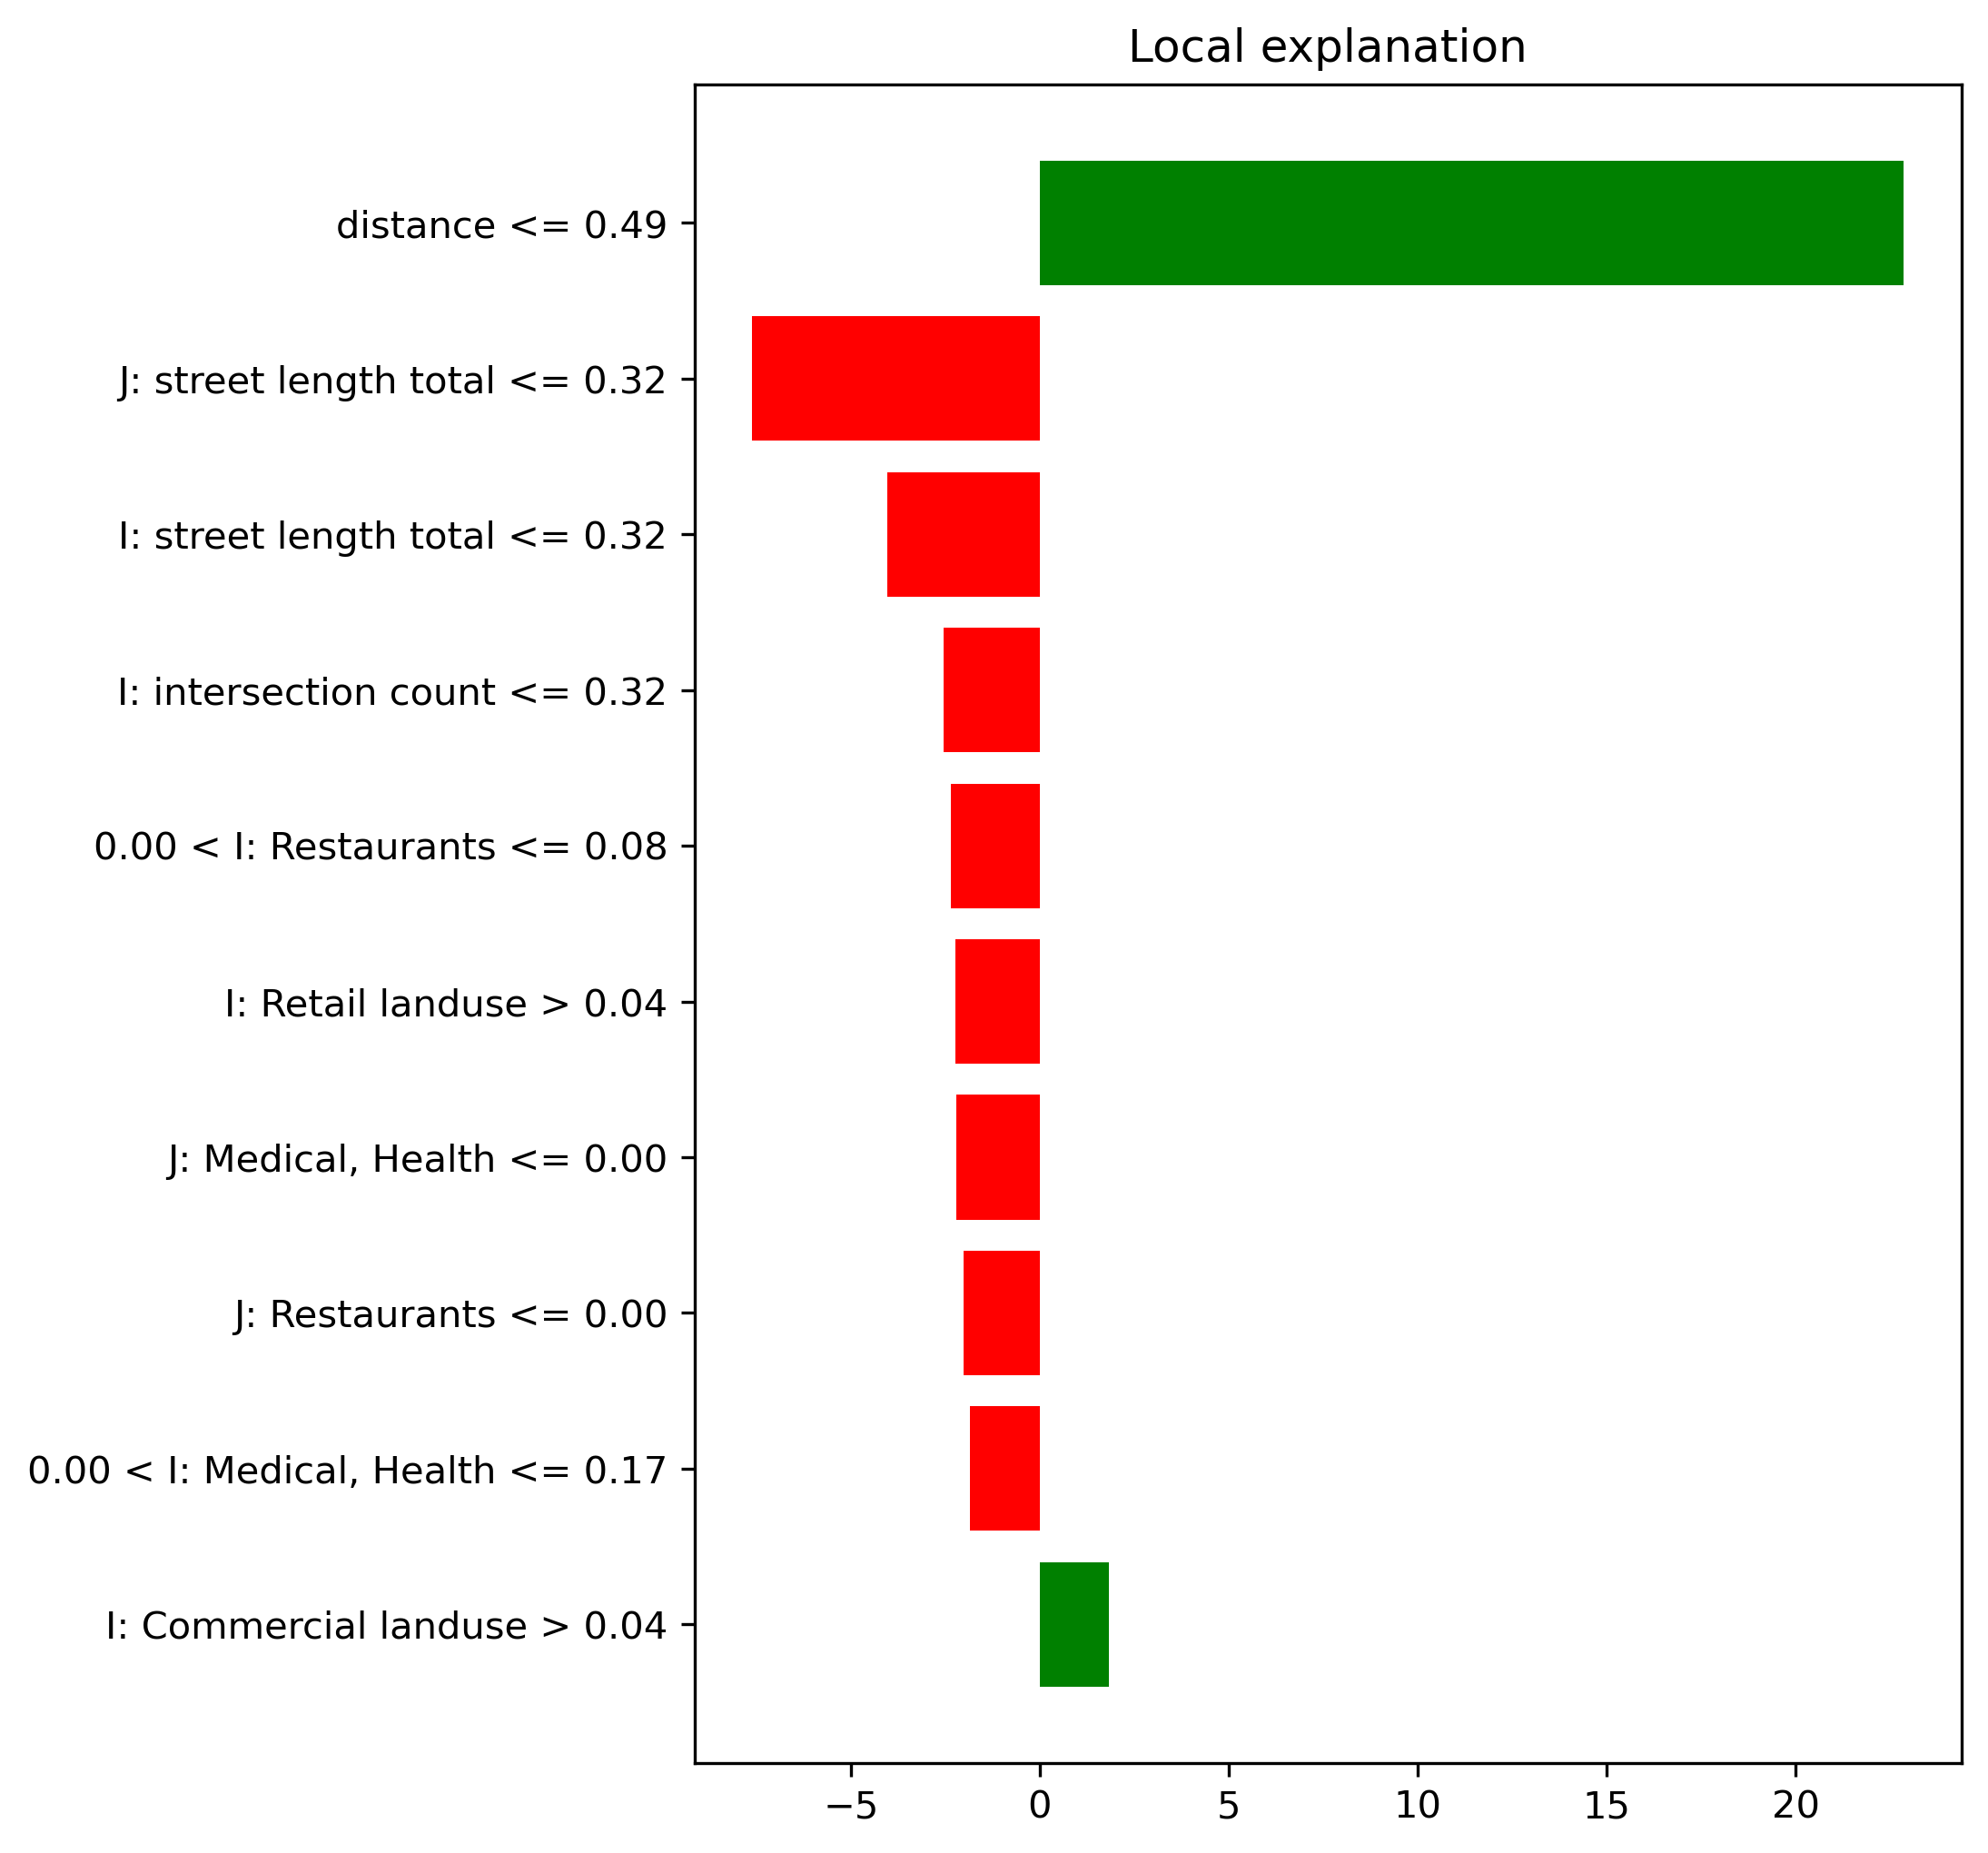 Local explanation
distance <= 0.49
J: street length total <= 0.32
I: street length total <= 0.32
I: intersection count <= 0.32
0.00 < I: Restaurants <= 0.08
I: Retail landuse > 0.04
J: Medical, Health <= 0.00
J: Restaurants <= 0.00
0.00 < I: Medical, Health <= 0.17
I: Commercial landuse > 0.04
−5 0 5 10 15 20